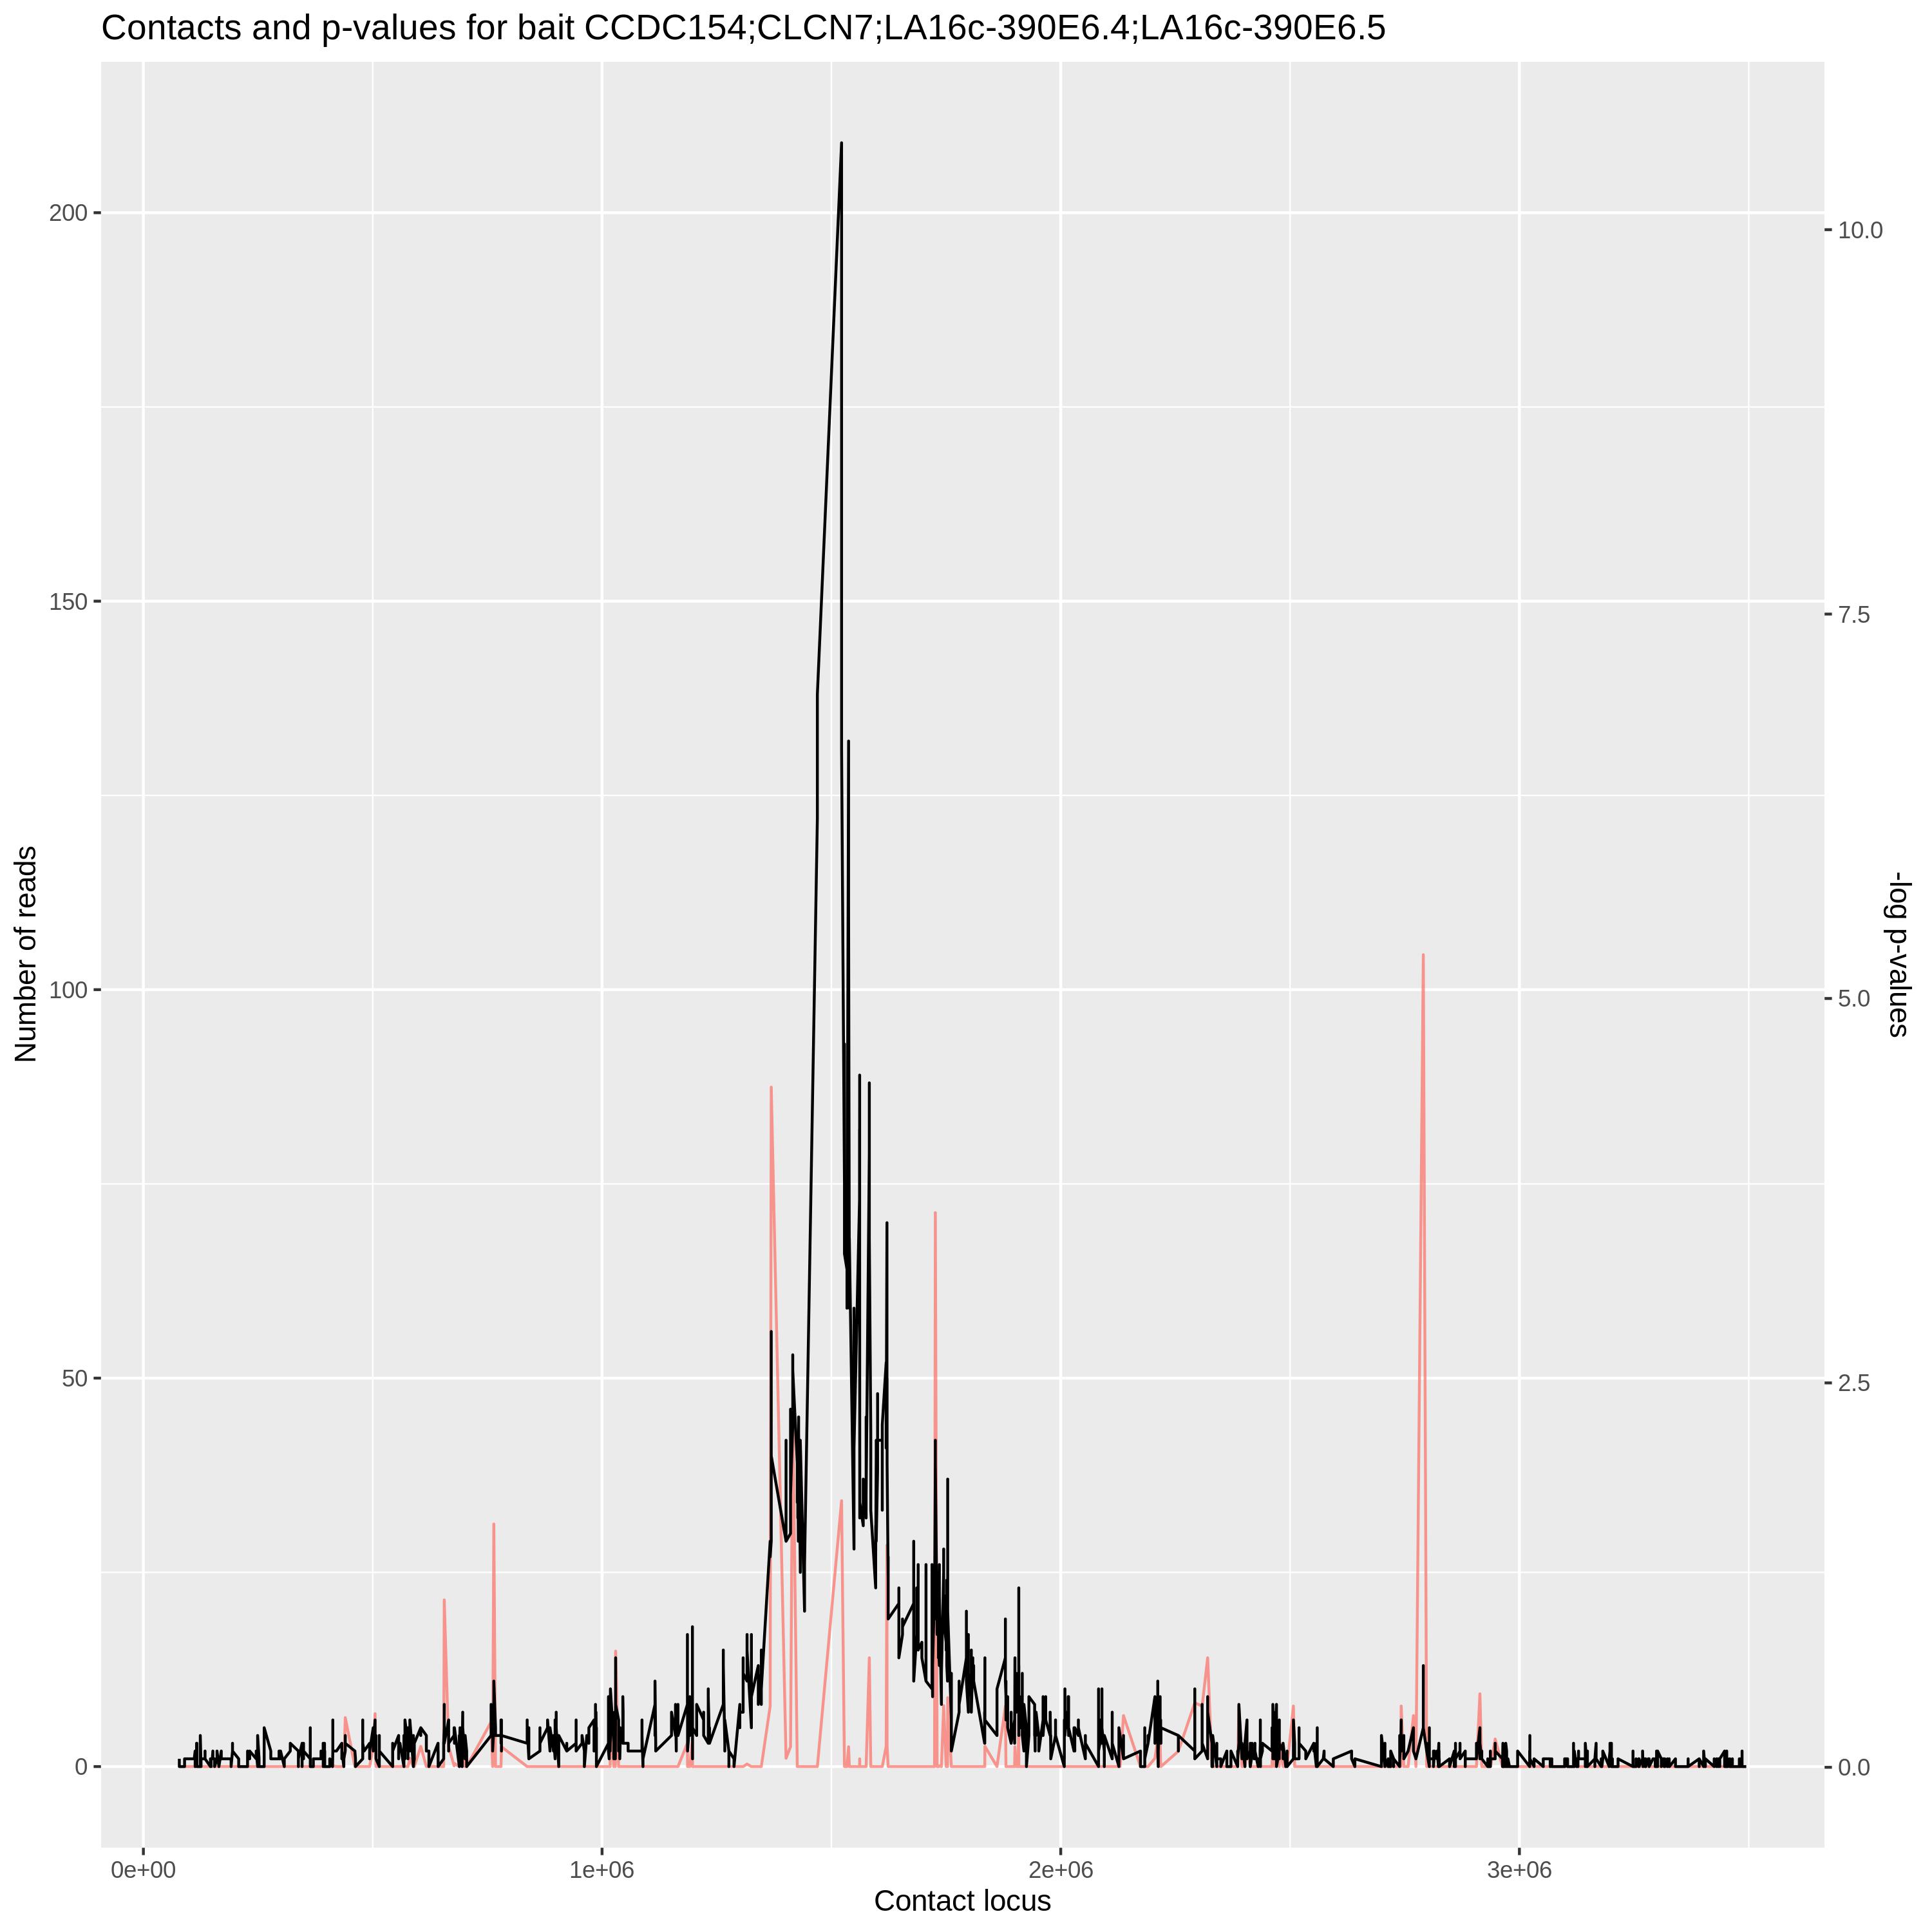 Contacts and p-values for bait CCDC154;CLCN7;LA16c-390E6.4;LA16c-390E6.5
200
150
100
50
0
Number of reads
10.0
7.5
5.0
2.5
0.0
-log p-values
0e+00
1e+06
2e+06
3e+06
Contact locus